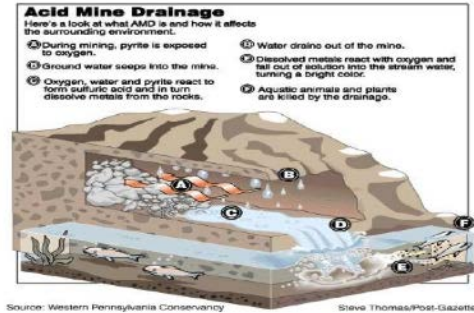 Acid Mine Drainage
Here's a look at what AMD is and how it affects
the surrounding environment.
A During mining, pyrite is exposed
to oxygen.
B Ground water seeps into the mine.
C Oxygen, water and pyrite react to
form sulfuric acid and in turn
dissolve metals from the rocks.
D Water drains out of the mine.
E Dissolved metals react with oxygen and
fall out of solution into the stream water,
turning a bright color.
F Aquatic animals and plants
are killed by the drainage.
A
B
C
D
E
F
Source: Western Pennsylvania Conservancy
Steve Thomas/Post-Gazette